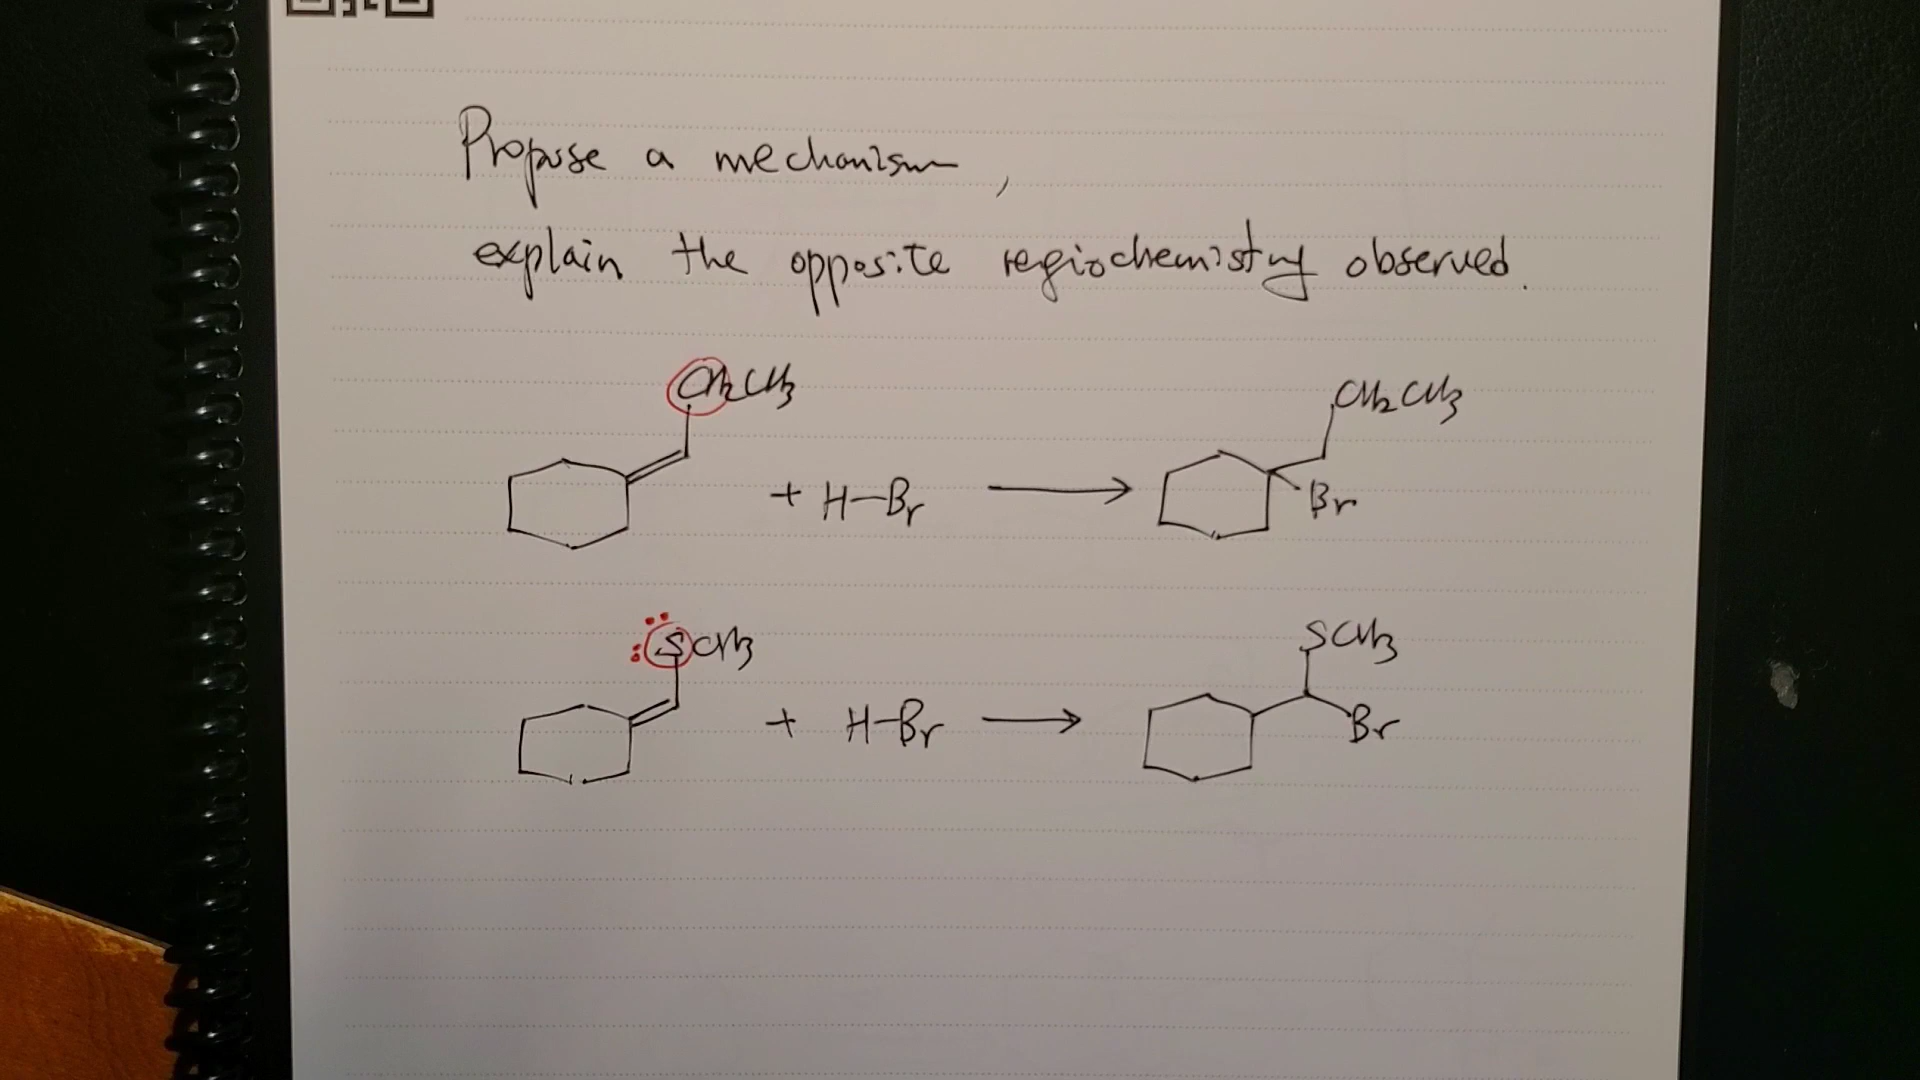 Propose a mechanism,
explain the opposite regiochemistry observed.
CH2CH3
+ H-Br
CH2CH3
Br
SCH3
+ H-Br
SCH3
Br